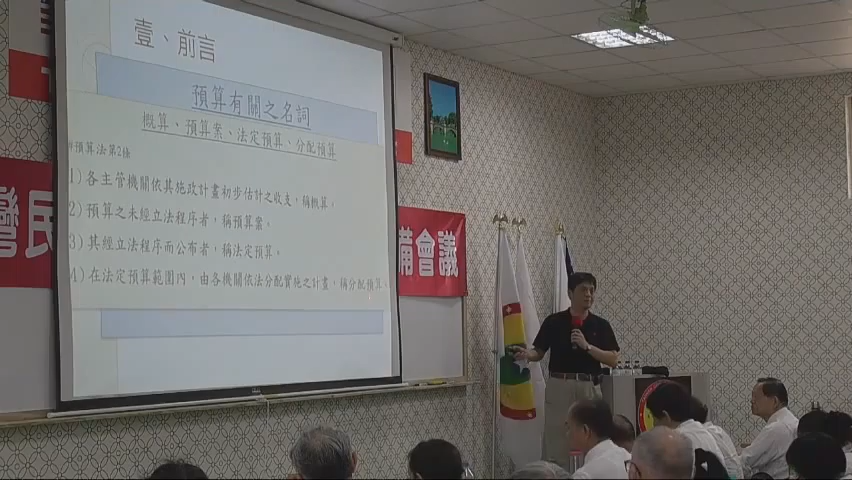 壹、前言
預算有關之名詞
概算、預算案、法定預算、分配預算
預算法第2條
1)各主管機關依其施政計畫初步估計之收支，稱概算。
2)預算之未經立法程序者，稱預算案。
3)其經立法程序而公布者，稱法定預算。
4)在法定預算範圍內，由各機關依法分配實施之計畫，稱分配預算。
灣民
備會議